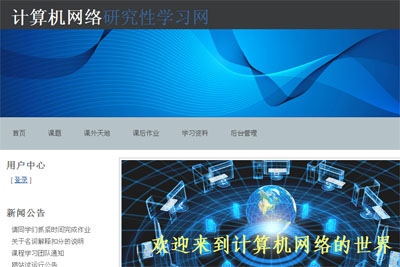 计算机网络研究性学习网
首页 课题 课外天地 课后作业 学习资料 后台管理
用户中心
[ 登录 ]
欢迎来到计算机网络的世界
新闻公告
请同学们抓紧时间完成作业
关于名词解释扣分的说明
课程学习团队通知
网站试运行公告